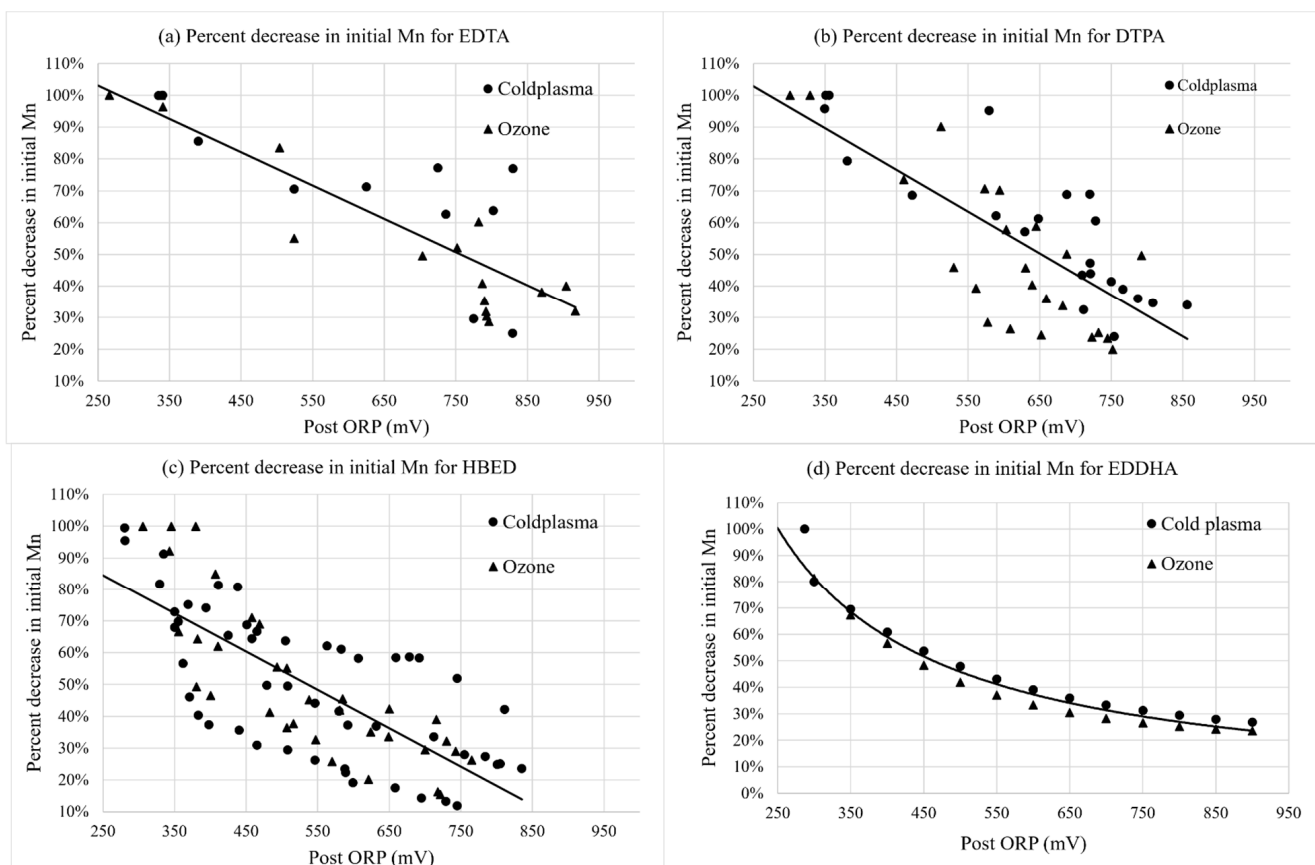 (a) Percent decrease in initial Mn for EDTA
Percent decrease in initial Mn
110%
100%
90%
80%
70%
60%
50%
40%
30%
20%
10%
250 350 450 550 650 750 850 950
Post ORP (mV)
Coldplasma
Ozone
(b) Percent decrease in initial Mn for DTPA
Percent decrease in initial Mn
110%
100%
90%
80%
70%
60%
50%
40%
30%
20%
10%
250 350 450 550 650 750 850 950
Post ORP (mV)
Coldplasma
Ozone
(c) Percent decrease in initial Mn for HBED
Percent decrease in initial Mn
110%
100%
90%
80%
70%
60%
50%
40%
30%
20%
10%
250 350 450 550 650 750 850 950
Post ORP (mV)
Coldplasma
Ozone
(d) Percent decrease in initial Mn for EDDHA
Percent decrease in initial Mn
110%
100%
90%
80%
70%
60%
50%
40%
30%
20%
10%
0%
250 350 450 550 650 750 850 950
Post ORP (mV)
Cold plasma
Ozone